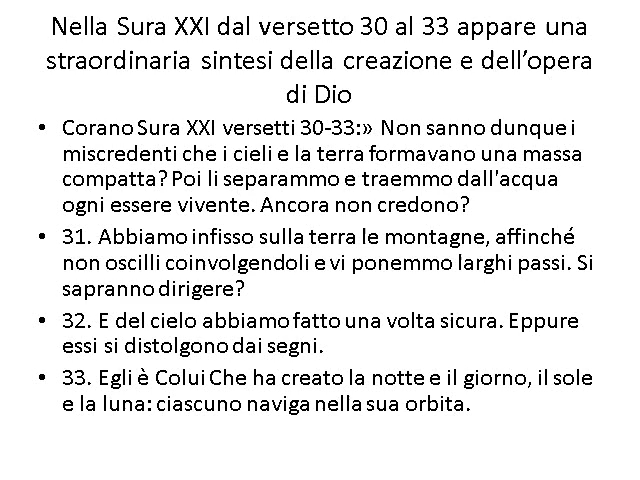 Nella Sura XXI dal versetto 30 al 33 appare una
straordinaria sintesi della creazione e dell’opera
di Dio
• Corano Sura XXI versetti 30-33:» Non sanno dunque i
miscredenti che i cieli e la terra formavano una massa
compatta? Poi li separammo e traemmo dall'acqua
ogni essere vivente. Ancora non credono?
• 31. Abbiamo infisso sulla terra le montagne, affinché
non oscilli coinvolgendoli e vi ponemmo larghi passi. Si
sapranno dirigere?
• 32. E del cielo abbiamo fatto una volta sicura. Eppure
essi si distolgono dai segni.
• 33. Egli è Colui Che ha creato la notte e il giorno, il sole
e la luna: ciascuno naviga nella sua orbita.